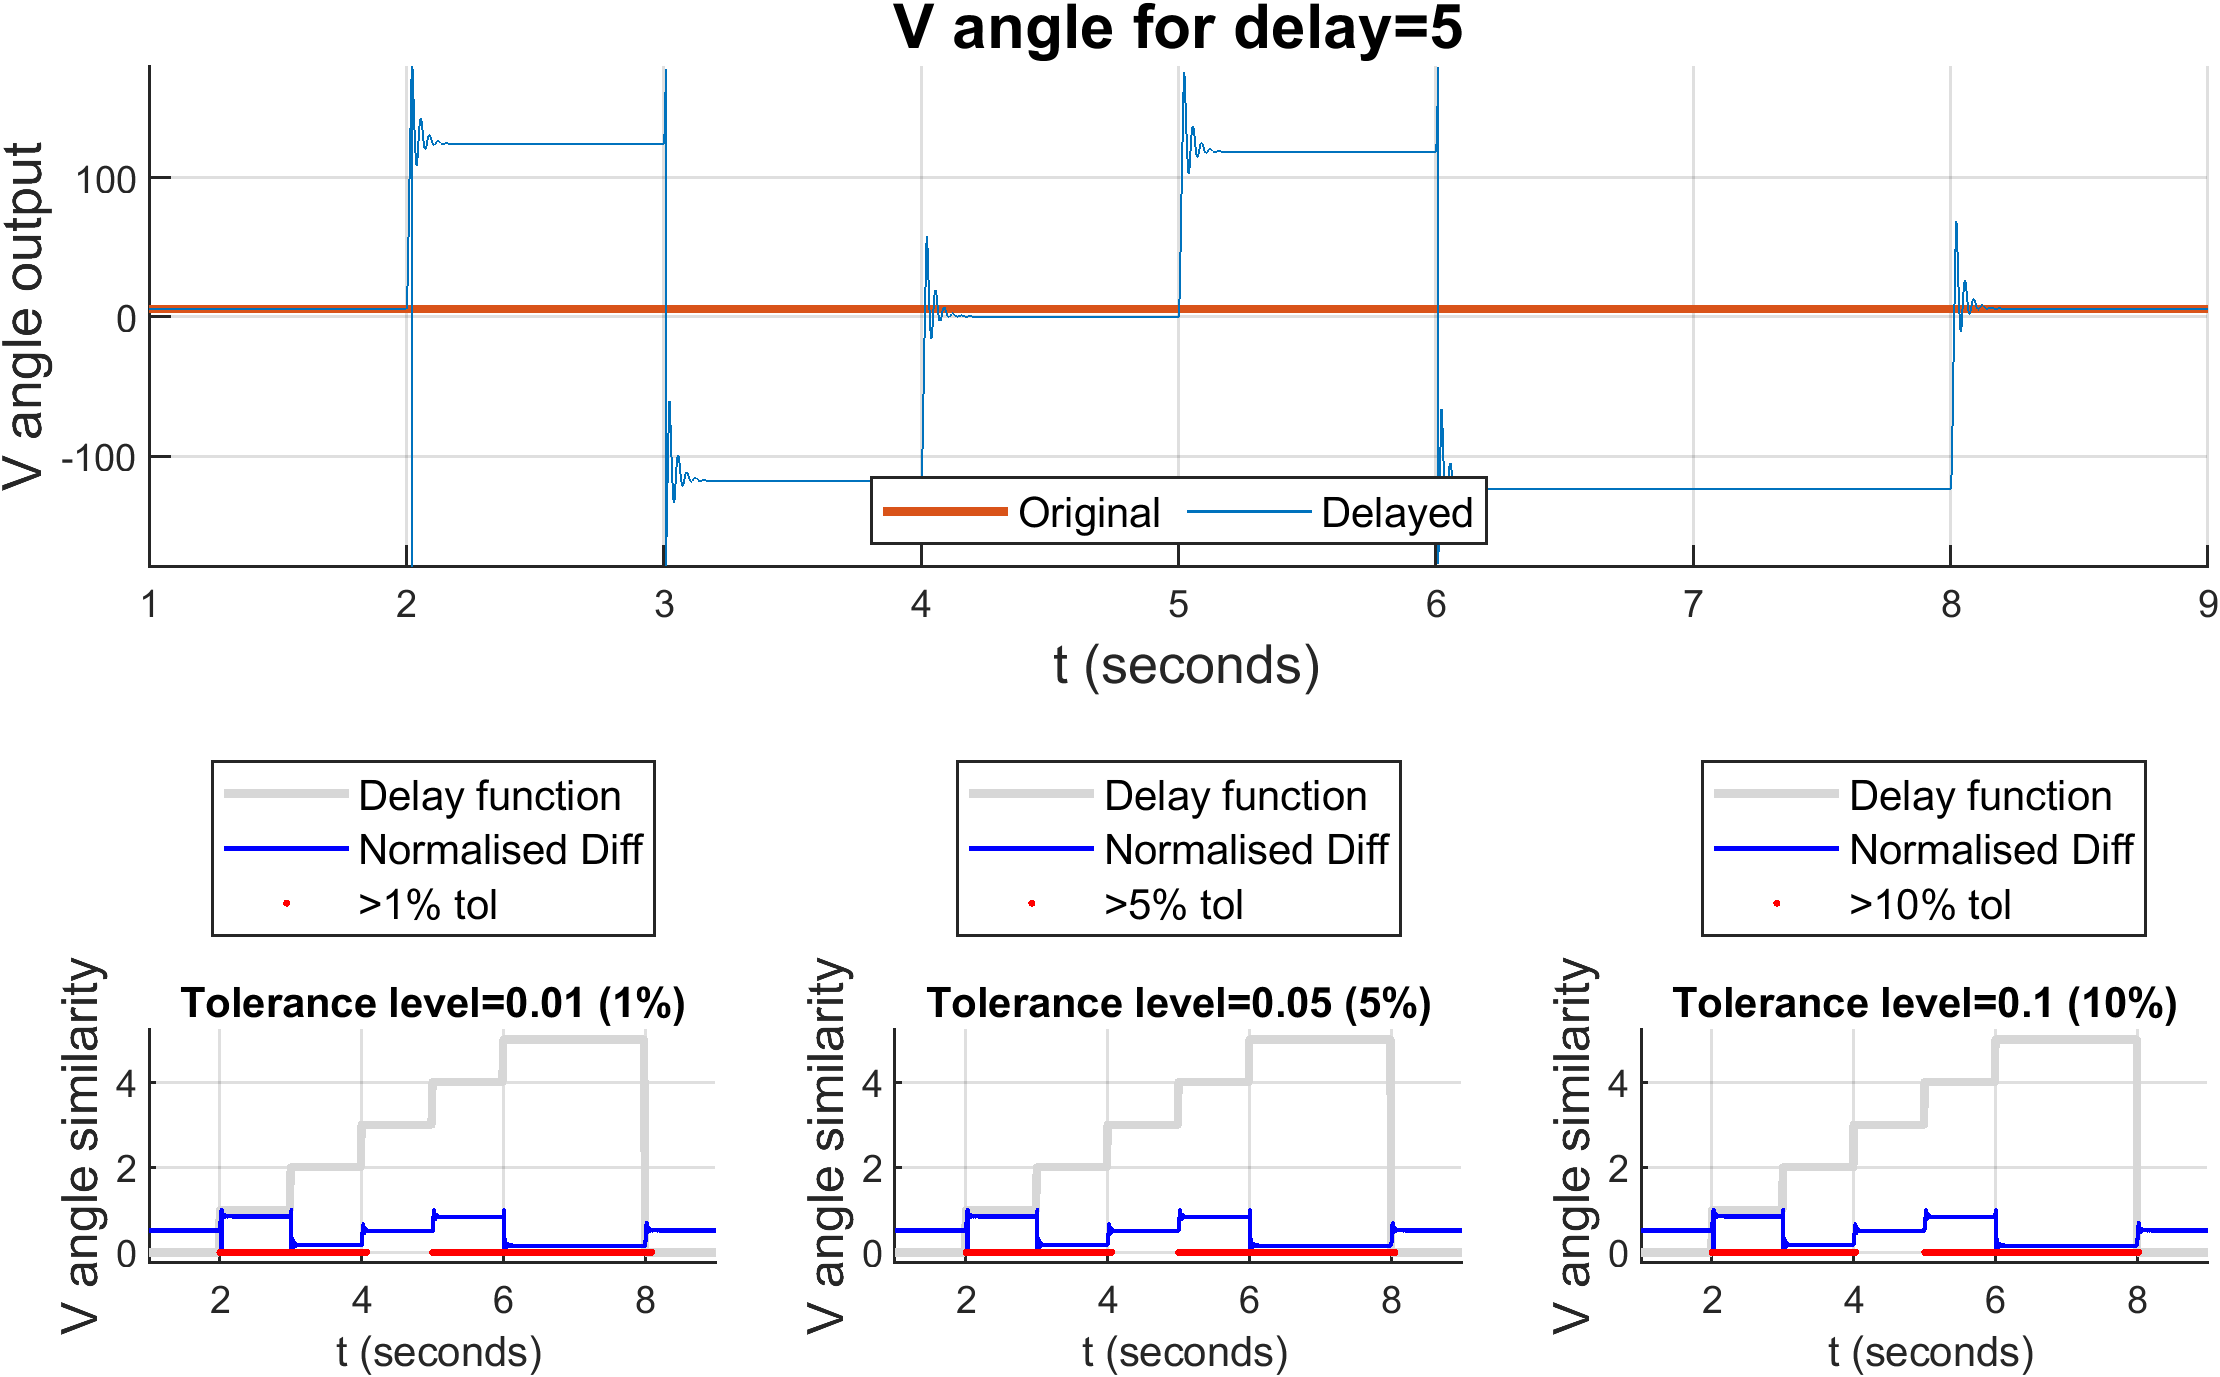 V angle for delay=5
V angle output
100
0
-100
Original Delayed
1 2 3 4 5 6 7 8 9
t (seconds)
Delay function
Normalised Diff
>1% tol
Delay function
Normalised Diff
>5% tol
Delay function
Normalised Diff
>10% tol
Tolerance level=0.01 (1%)
V angle similarity
4
2
0
2 4 6 8
t (seconds)
Tolerance level=0.05 (5%)
V angle similarity
4
2
0
2 4 6 8
t (seconds)
Tolerance level=0.1 (10%)
V angle similarity
4
2
0
2 4 6 8
t (seconds)